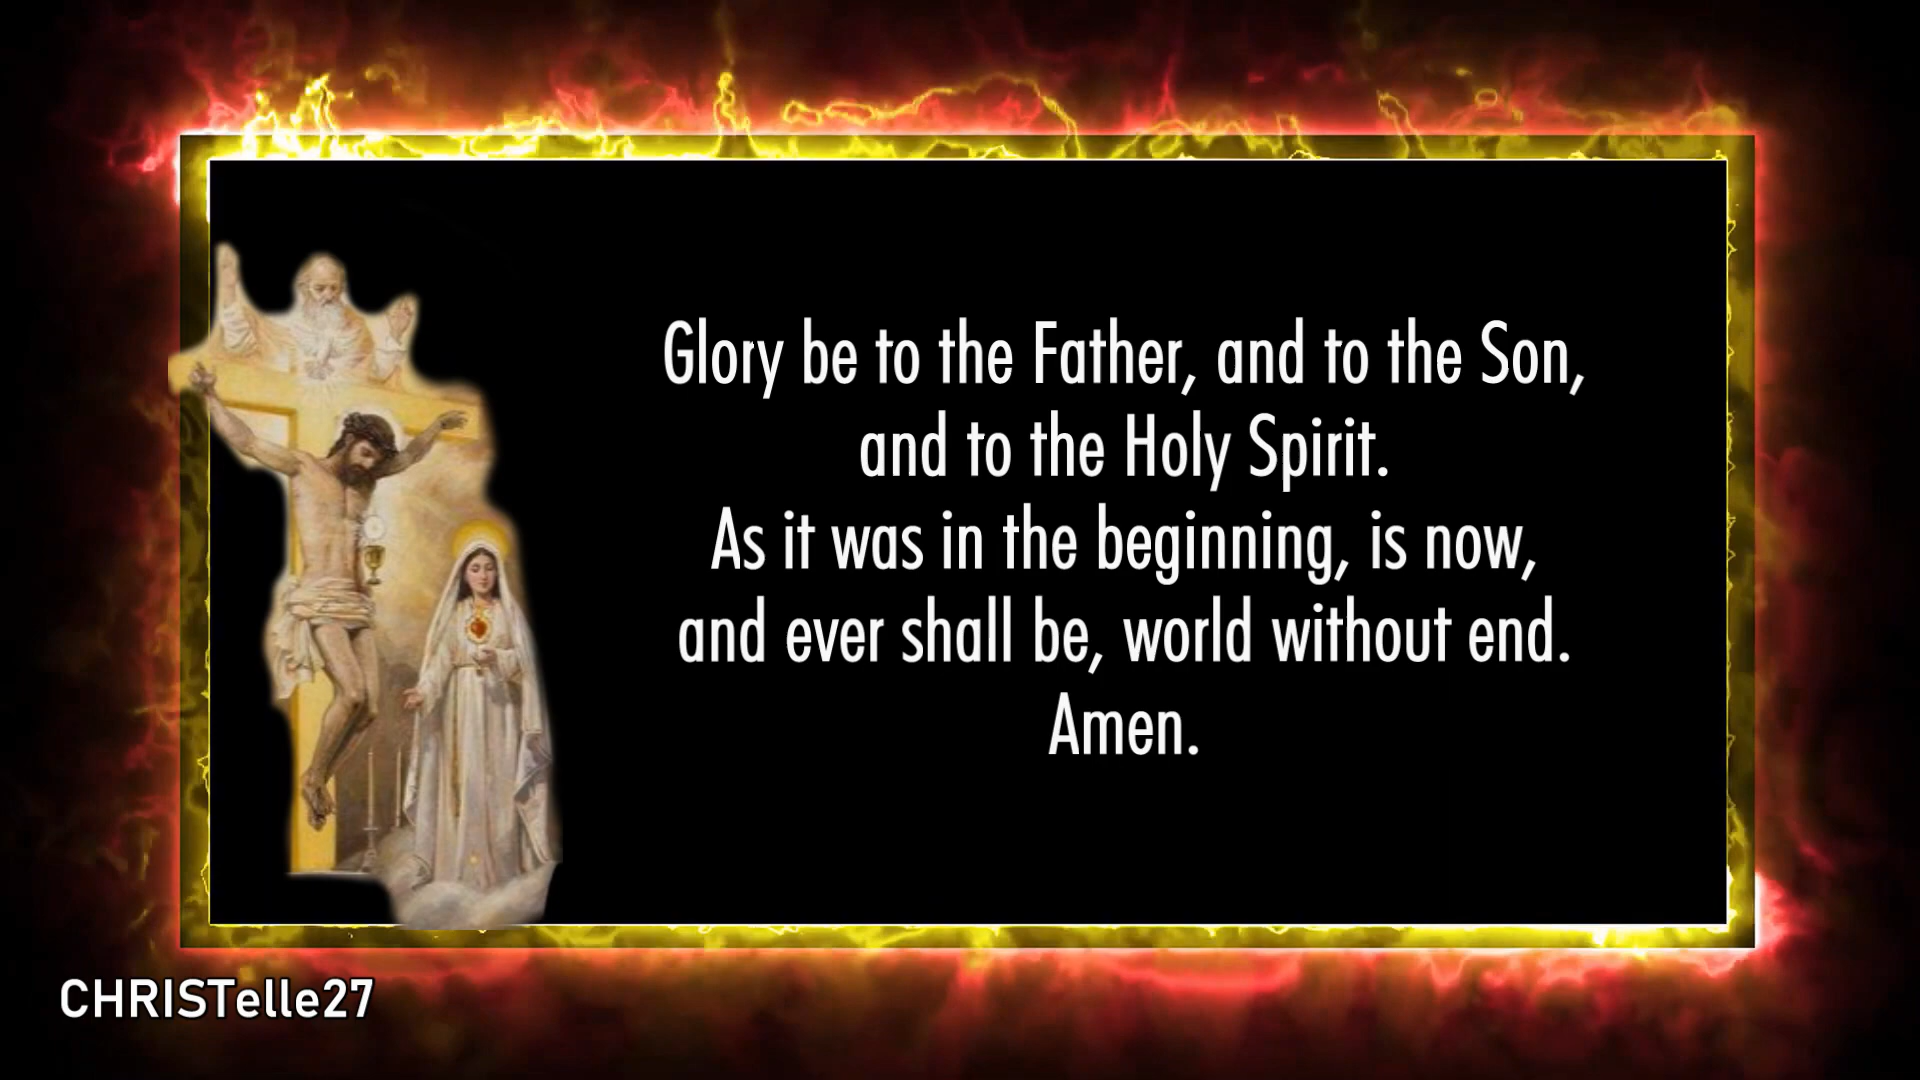 Glory be to the Father, and to the Son,
and to the Holy Spirit.
As it was in the beginning, is now,
and ever shall be, world without end.
Amen.
CHRISTelle27